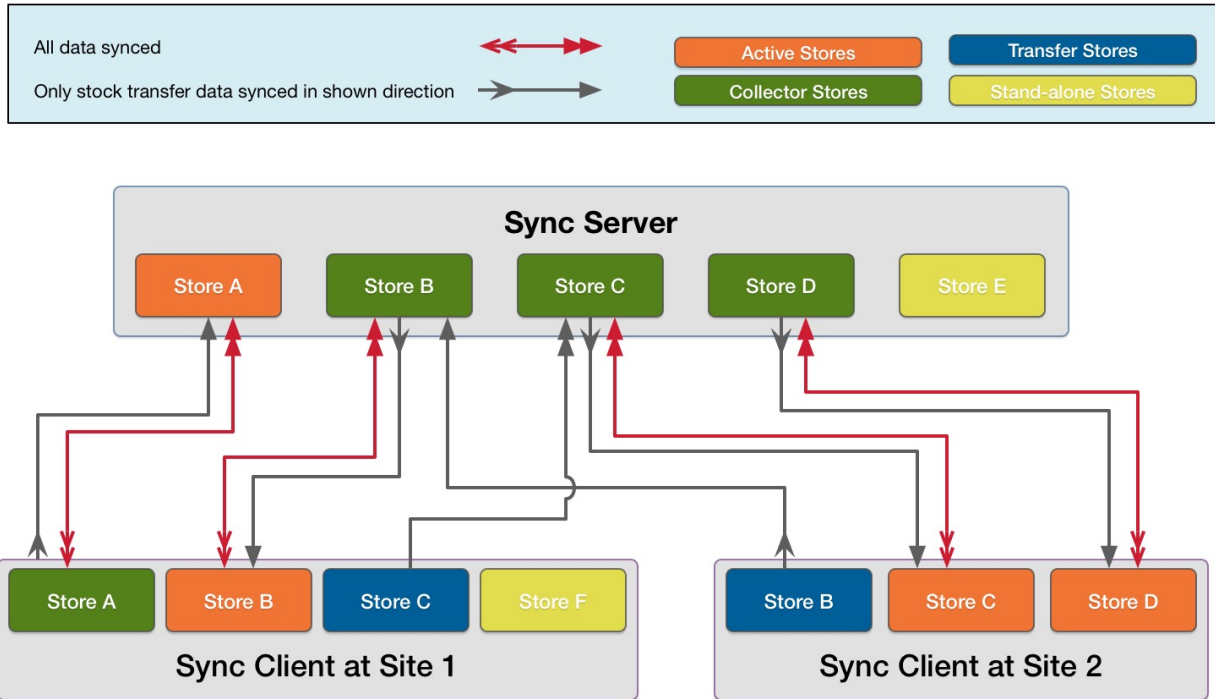 All data synced
Only stock transfer data synced in shown direction
Active Stores
Transfer Stores
Collector Stores
Stand-alone Stores
Sync Server
Store A
Store B
Store C
Store D
Store E
Store A
Store B
Store C
Store F
Sync Client at Site 1
Store B
Store C
Store D
Sync Client at Site 2